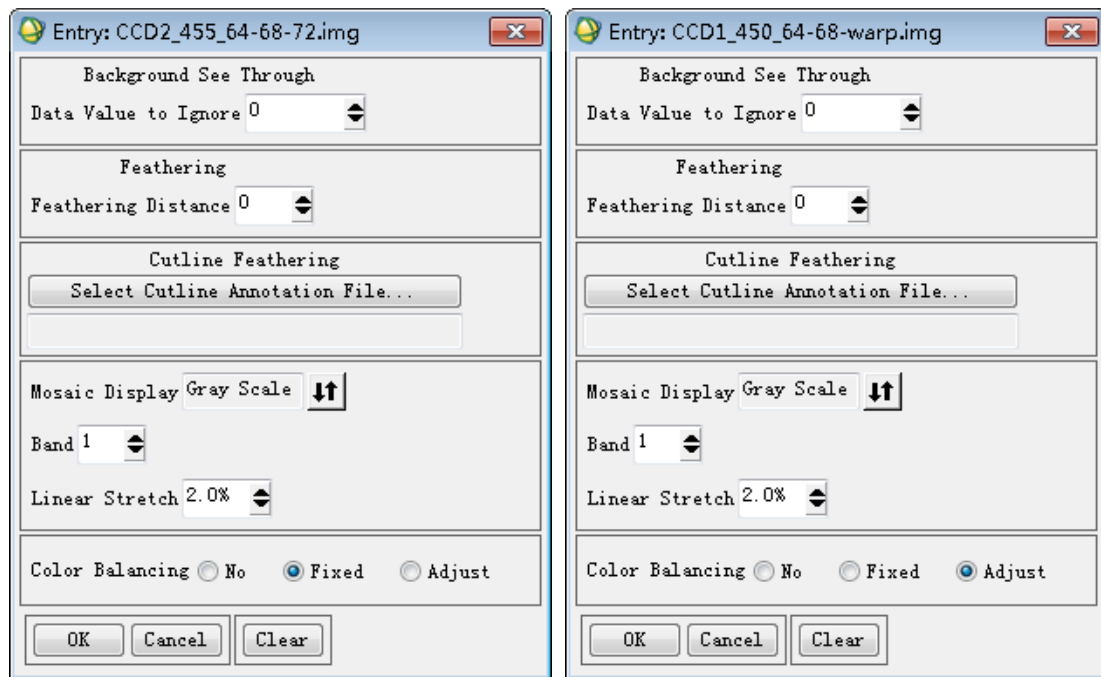 Entry: CCD2_455_64-68-72.img
Background See Through
Data Value to Ignore 0
Feathering
Feathering Distance 0
Cutline Feathering
Select Cutline Annotation File...
Mosaic Display Gray Scale
Band 1
Linear Stretch 2.0%
Color Balancing No Fixed Adjust
OK Cancel Clear
Entry: CCD1_450_64-68-warp.img
Background See Through
Data Value to Ignore 0
Feathering
Feathering Distance 0
Cutline Feathering
Select Cutline Annotation File...
Mosaic Display Gray Scale
Band 1
Linear Stretch 2.0%
Color Balancing No Fixed Adjust
OK Cancel Clear